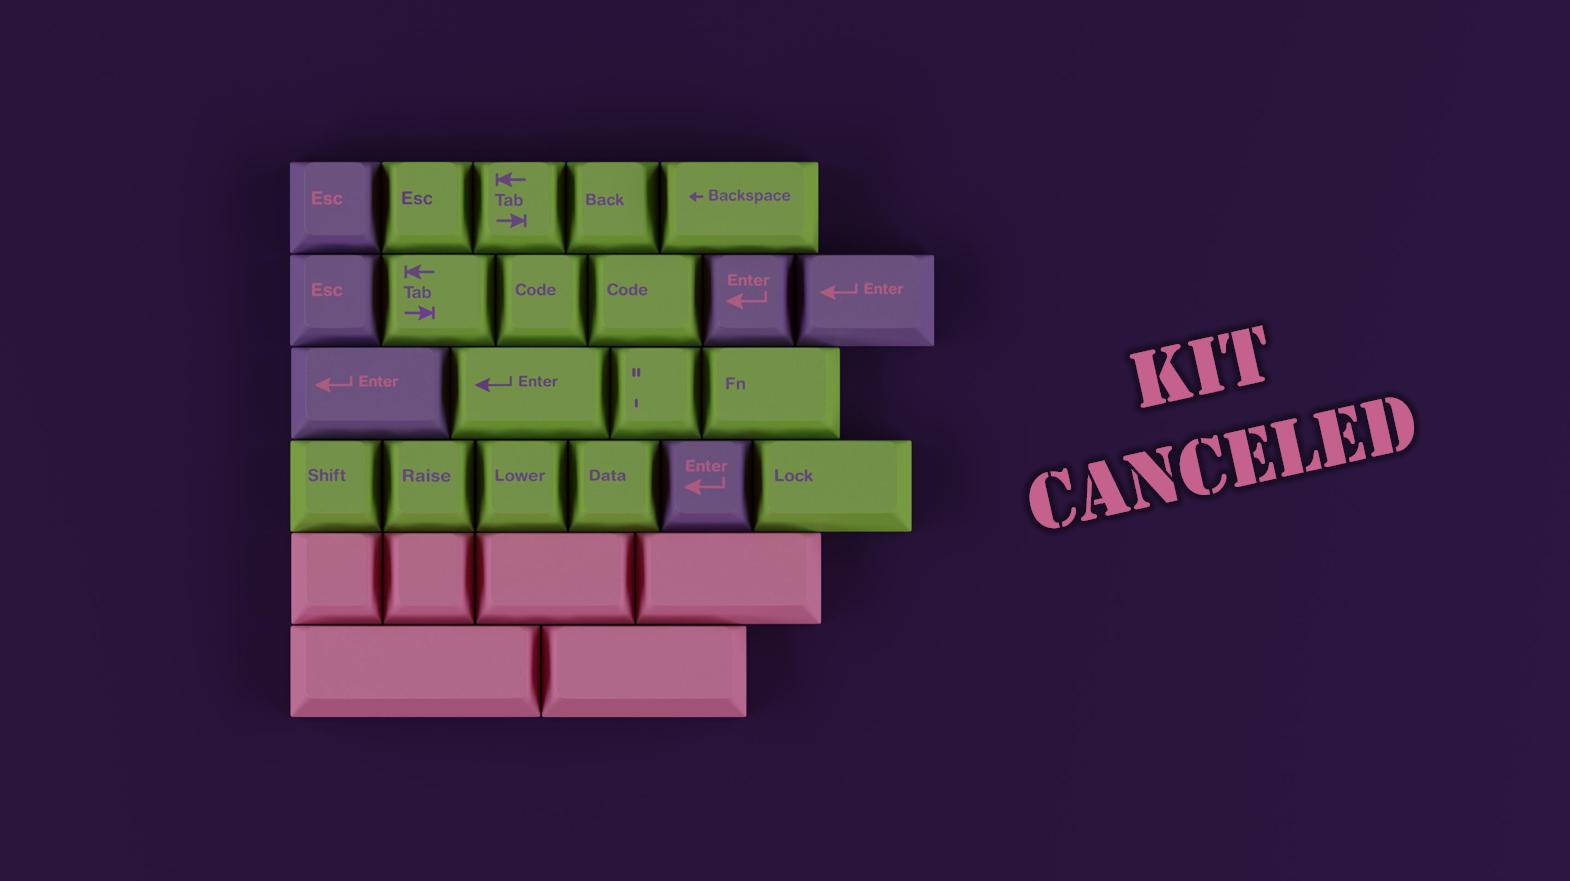 Esc
Esc
Tab
Back
Backspace
Esc
Tab
Code
Code
Enter
Enter
Enter
Enter
"
'
Fn
Shift
Raise
Lower
Data
Enter
Lock
KIT
CANCELED